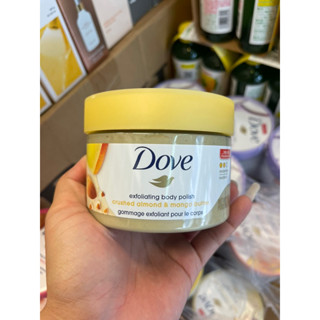 Dove
exfoliating body polish
crushed almond & mango butter
gommage exfoliant pour le corps